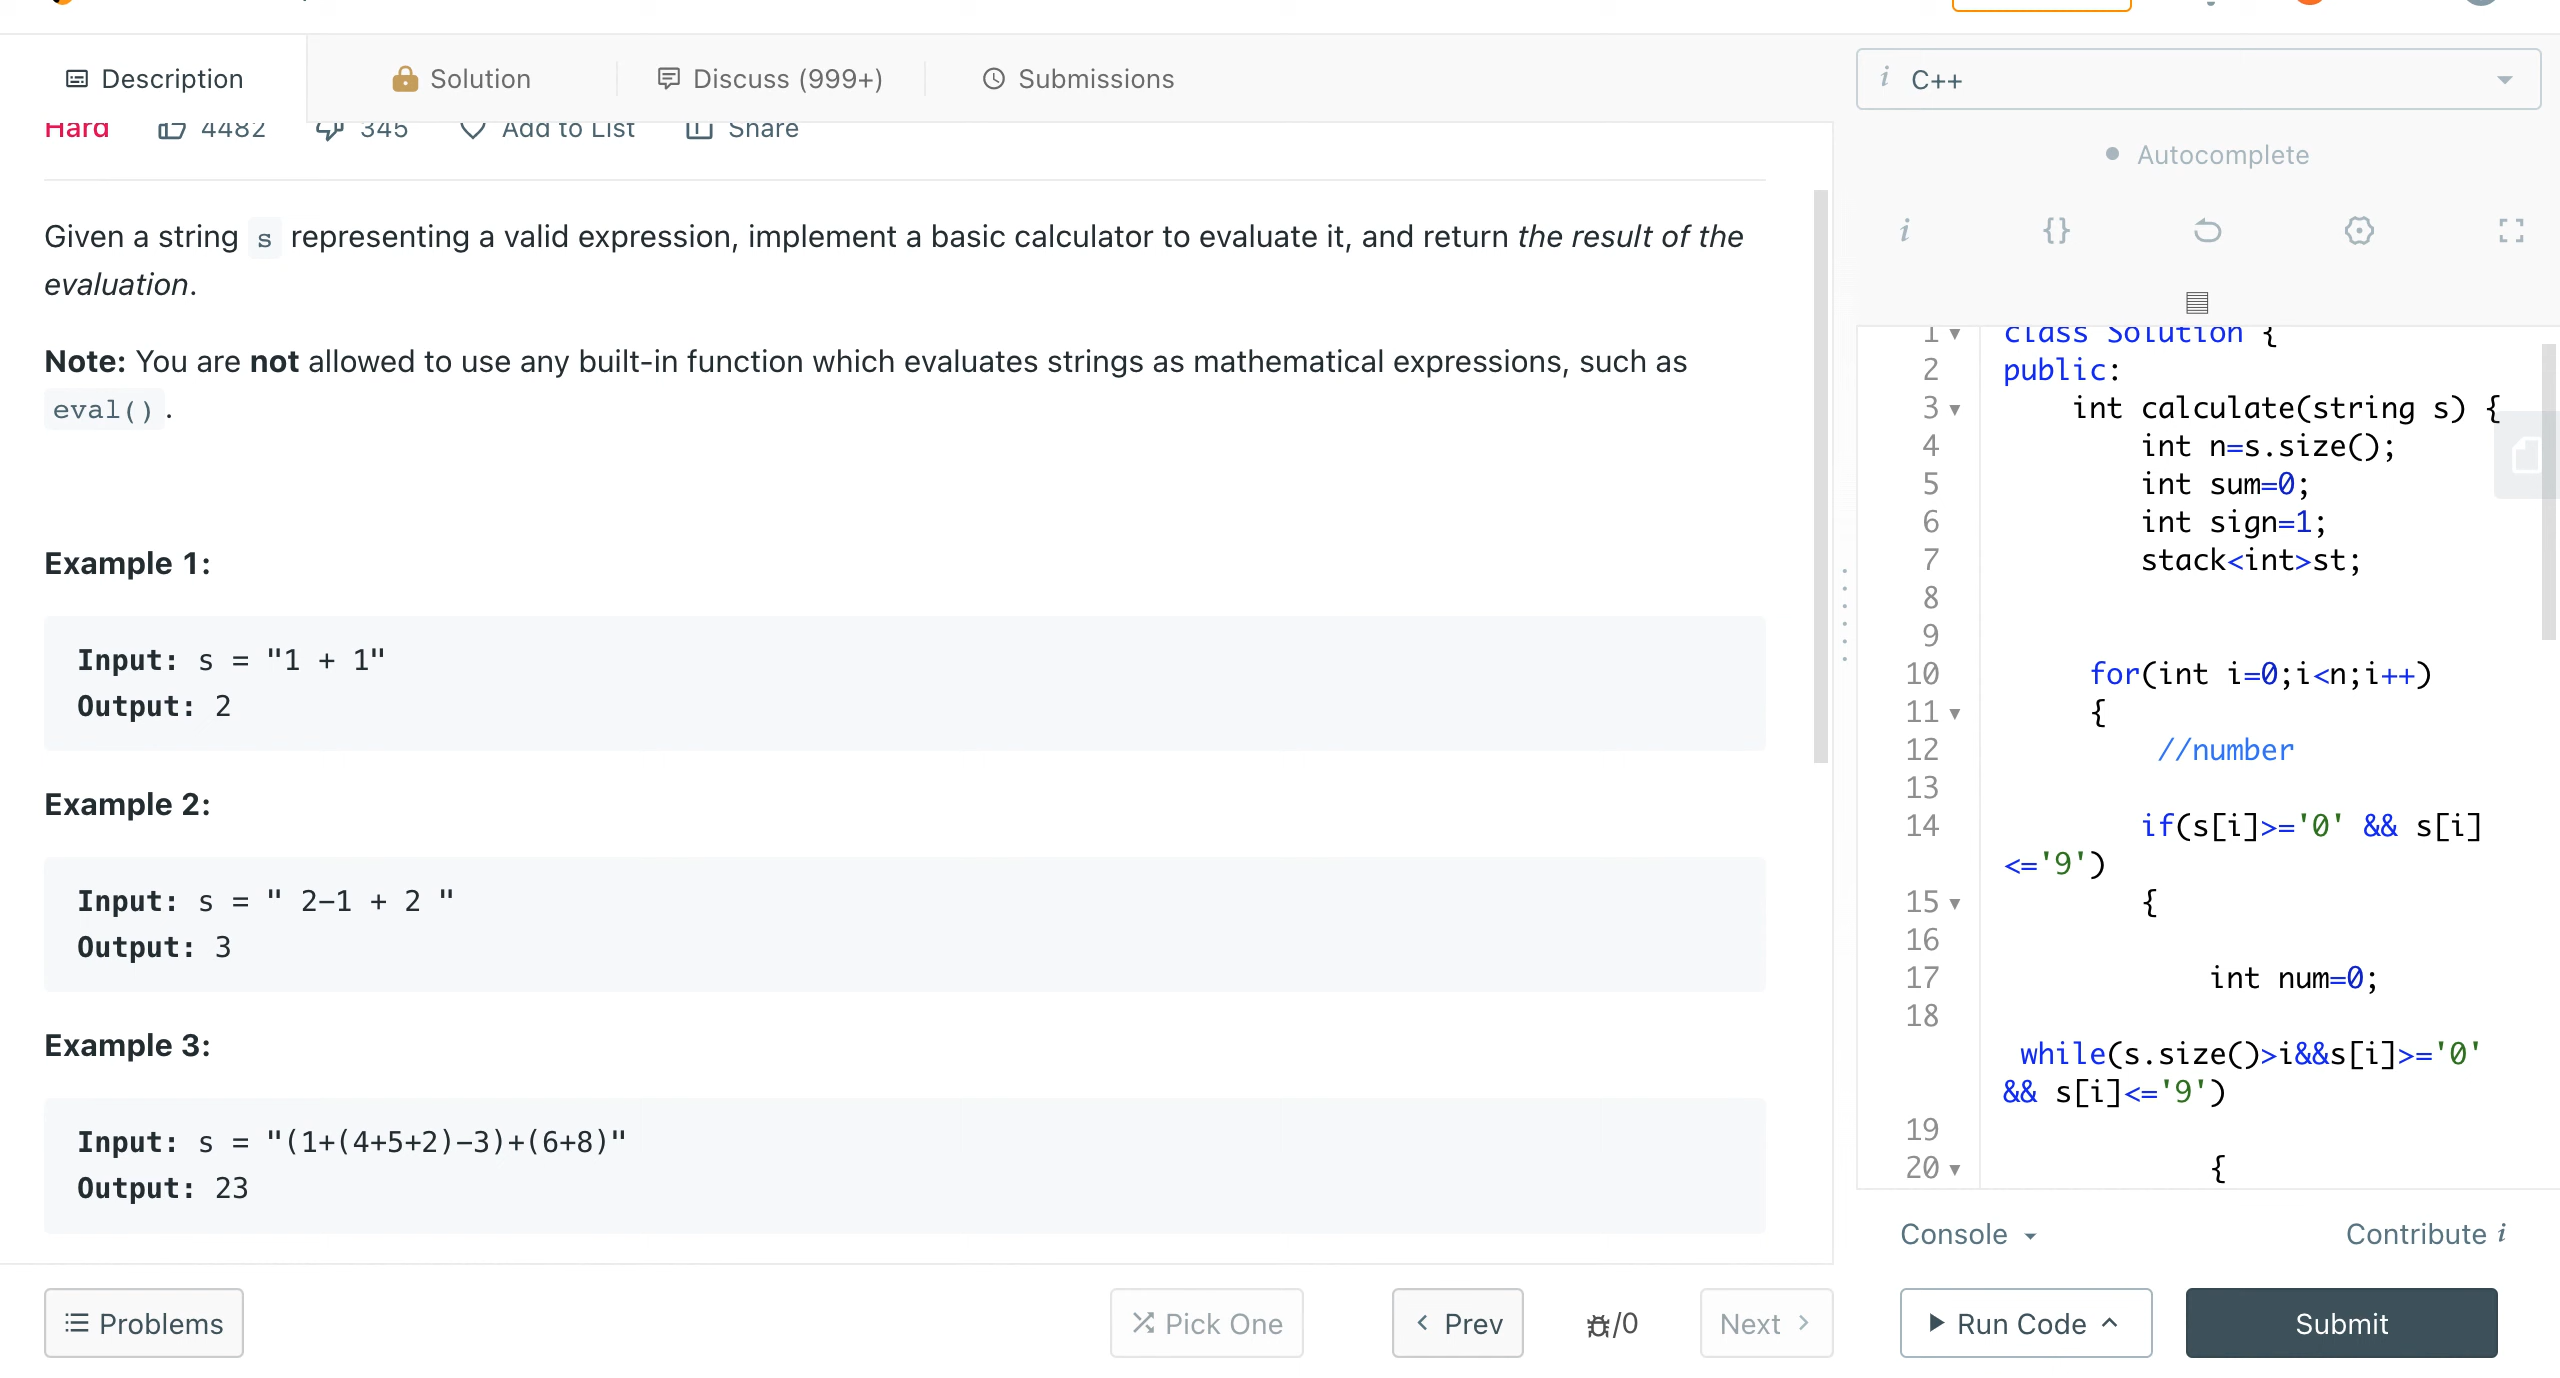 Description
Solution
Discuss (999+)
Submissions
i C++
Hard 4482 345 Add to List Share
Autocomplete
i {}
Given a string s representing a valid expression, implement a basic calculator to evaluate it, and return the result of the
evaluation.
Note: You are not allowed to use any built-in function which evaluates strings as mathematical expressions, such as
eval() .
Example 1:
Input: s = "1 + 1"
Output: 2
Example 2:
Input: s = " 2-1 + 2 "
Output: 3
Example 3:
Input: s = "(1+(4+5+2)-3)+(6+8)"
Output: 23
1 class Solution {
2 public:
3 int calculate(string s) {
4 int n=s.size();
5 int sum=0;
6 int sign=1;
7 stack<int>st;
8
9
10 for(int i=0;i<n;i++)
11 {
12 //number
13
14 if(s[i]>='0' && s[i]
<='9')
15 {
16
17 int num=0;
18
while(s.size()>i&&s[i]>='0'
&& s[i]<='9')
19
20 {
Console
Contribute i
Problems
Pick One
< Prev
/0
Next >
Run Code
Submit